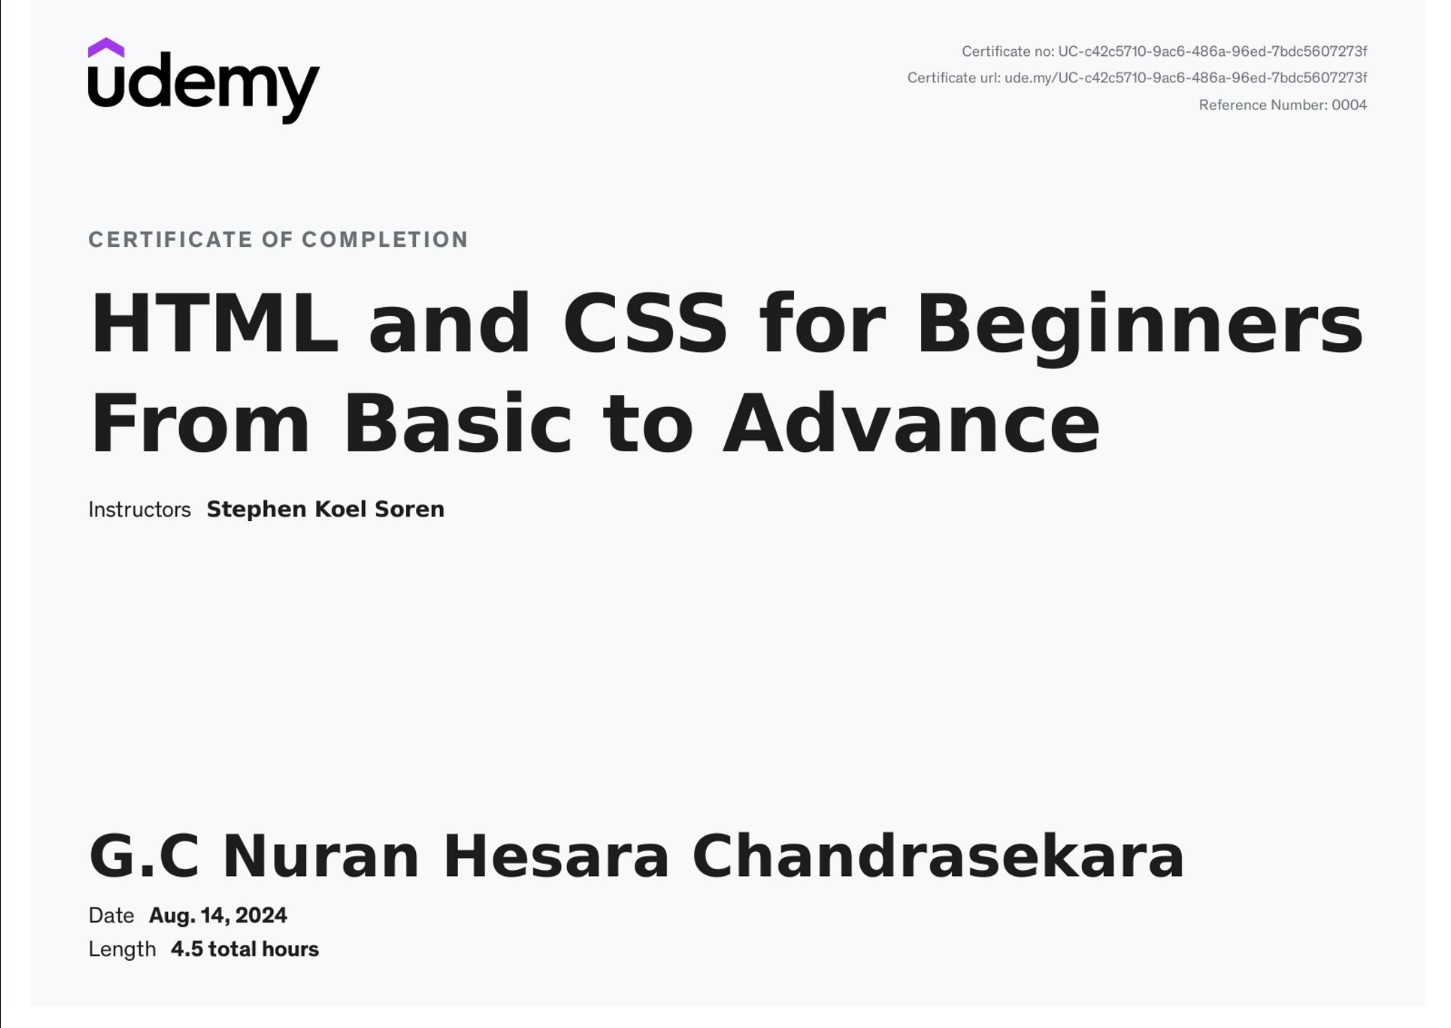 udemy
Certificate no: UC-c42c5710-9ac6-486a-96ed-7bdc5607273f
Certificate url: ude.my/UC-c42c5710-9ac6-486a-96ed-7bdc5607273f
Reference Number: 0004
CERTIFICATE OF COMPLETION
HTML and CSS for Beginners
From Basic to Advance
Instructors Stephen Koel Soren
G.C Nuran Hesara Chandrasekara
Date Aug. 14, 2024
Length 4.5 total hours